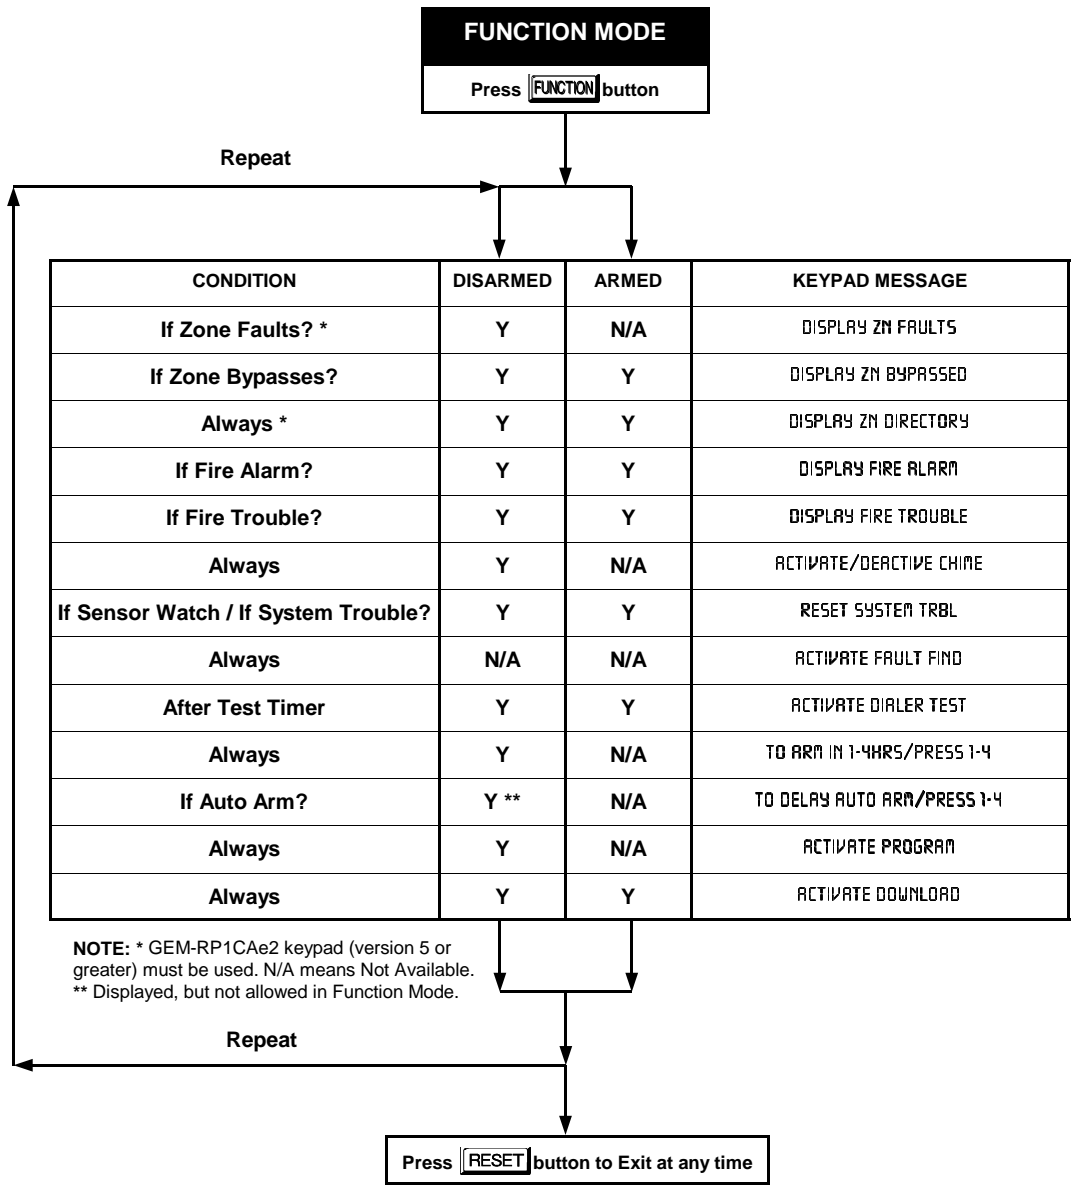 FUNCTION MODE
Press FUNCTION button
Repeat
CONDITION DISARMED ARMED KEYPAD MESSAGE
If Zone Faults? * Y N/A DISPLAY ZN FAULTS
If Zone Bypasses? Y Y DISPLAY ZN BYPASSED
Always * Y Y DISPLAY ZN DIRECTORY
If Fire Alarm? Y Y DISPLAY FIRE ALARM
If Fire Trouble? Y Y DISPLAY FIRE TROUBLE
Always Y N/A ACTIVATE/DEACTIVE CHIME
If Sensor Watch / If System Trouble? Y Y RESET SYSTEM TRBL
Always N/A N/A ACTIVATE FAULT FIND
After Test Timer Y Y ACTIVATE DIALER TEST
Always Y N/A TO ARM IN 1-4HRS/PRESS 1-4
If Auto Arm? Y ** N/A TO DELAY AUTO ARM/PRESS 1-4
Always Y N/A ACTIVATE PROGRAM
Always Y Y ACTIVATE DOWNLOAD
NOTE: * GEM-RP1CAe2 keypad (version 5 or
greater) must be used. N/A means Not Available.
** Displayed, but not allowed in Function Mode.
Repeat
Press RESET button to Exit at any time